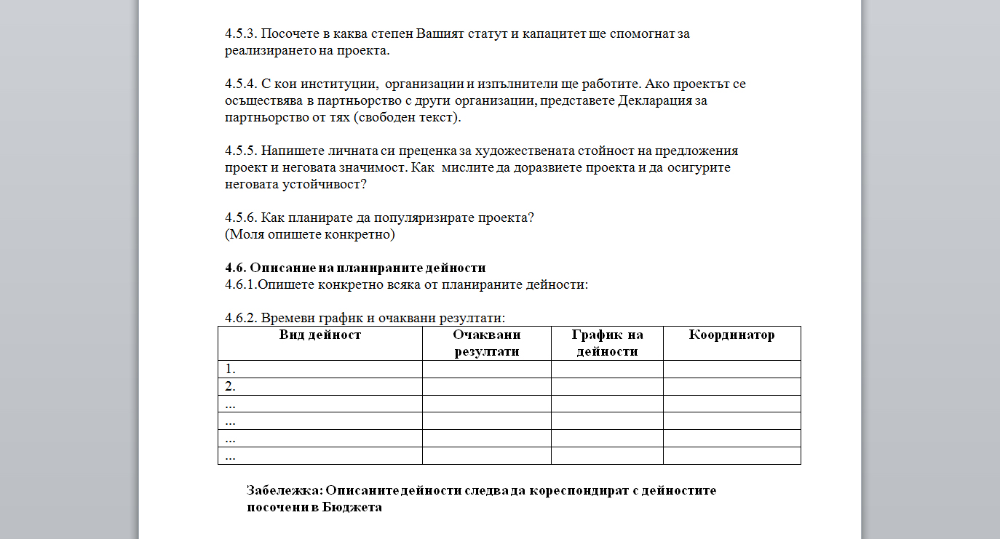 4.5.3. Посочете в каква степен Вашият статут и капацитет ще спомогнат за
реализирането на проекта.
4.5.4. С кои институции, организации и изпълнители ще работите. Ако проектът се
осъществява в партньорство с други организации, представете Декларация за
партньорство от тях (свободен текст).
4.5.5. Напишете личната си преценка за художествената стойност на предложения
проект и неговата значимост. Как мислите да доразвиете проекта и да осигурите
неговата устойчивост?
4.5.6. Как планирате да популяризирате проекта?
(Моля опишете конкретно)
4.6. Описание на планираните дейности
4.6.1.Опишете конкретно всяка от планираните дейности:
4.6.2. Времеви график и очаквани резултати:
Вид дейност Очаквани График на Координатор
резултати дейности
1.
2.
...
...
...
...
Забележка: Описаните дейности следва да кореспондират с дейностите
посочени в Бюджета